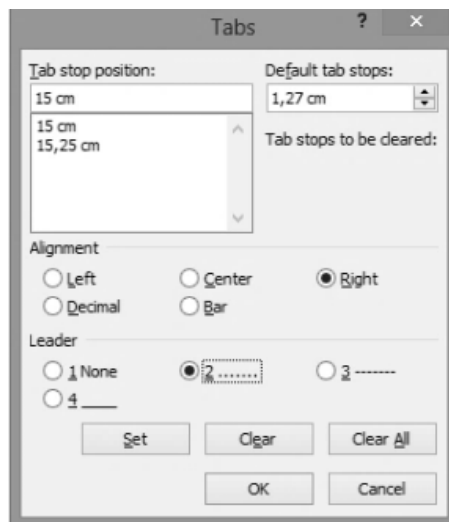 Tabs ? ×
Tab stop position: Default tab stops:
15 cm 1,27 cm
15 cm
15,25 cm
Tab stops to be cleared:
Alignment
Left Center Right
Decimal Bar
Leader
1 None 2 ....... 3 -------
4 ____
Set Clear Clear All
OK Cancel